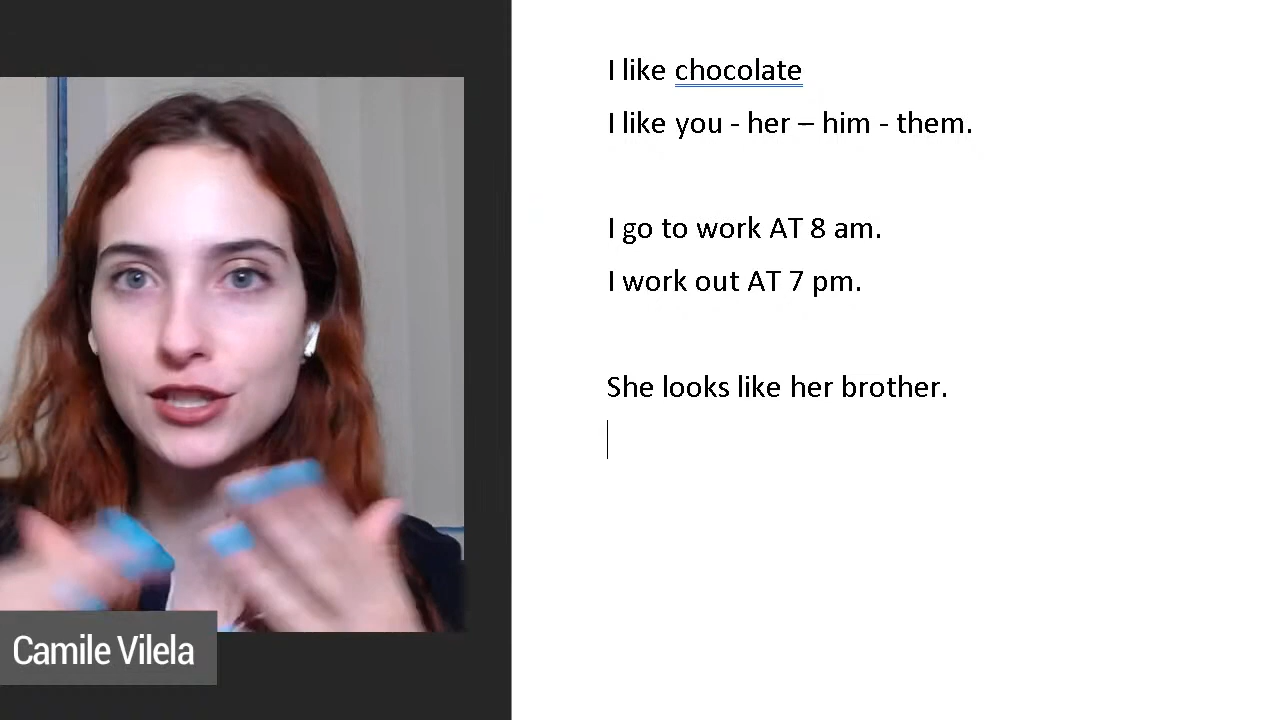 I like chocolate
I like you - her – him - them.
I go to work AT 8 am.
I work out AT 7 pm.
She looks like her brother.
Camile Vilela